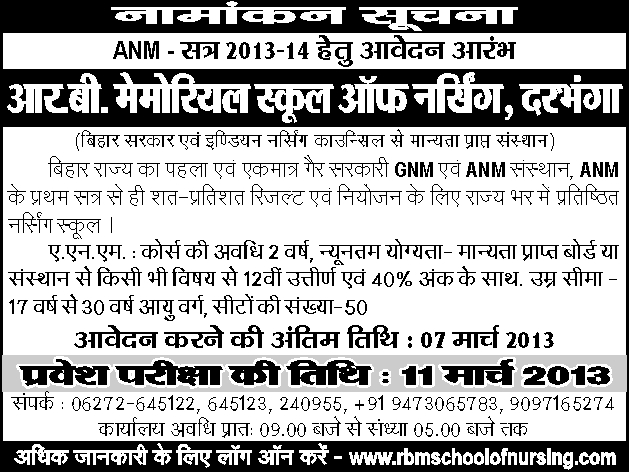 नामांकन सूचना
ANM - सत्र 2013-14 हेतु आवेदन आरंभ
आर.बी. मेमोरियल स्कूल ऑफ नर्सिंग, दरभंगा
(बिहार सरकार एवं इण्डियन नर्सिंग काउन्सिल से मान्यता प्राप्त संस्थान)
बिहार राज्य का पहला एवं एकमात्र गैर सरकारी GNM एवं ANM संस्थान, ANM
के प्रथम सत्र से ही शत-प्रतिशत रिजल्ट एवं नियोजन के लिए राज्य भर में प्रतिष्ठित
नर्सिंग स्कूल ।
ए.एन.एम. : कोर्स की अवधि 2 वर्ष, न्यूनतम योग्यता- मान्यता प्राप्त बोर्ड या
संस्थान से किसी भी विषय से 12वीं उत्तीर्ण एवं 40% अंक के साथ. उम्र सीमा -
17 वर्ष से 30 वर्ष आयु वर्ग, सीटों की संख्या-50
आवेदन करने की अंतिम तिथि : 07 मार्च 2013
प्रवेश परीक्षा की तिथि : 11 मार्च 2013
संपर्क : 06272-645122, 645123, 240955, +91 9473065783, 9097165274
कार्यालय अवधि प्रातः 09.00 बजे से संध्या 05.00 बजे तक
अधिक जानकारी के लिए लॉग ऑन करें - www.rbmschoolofnursing.com